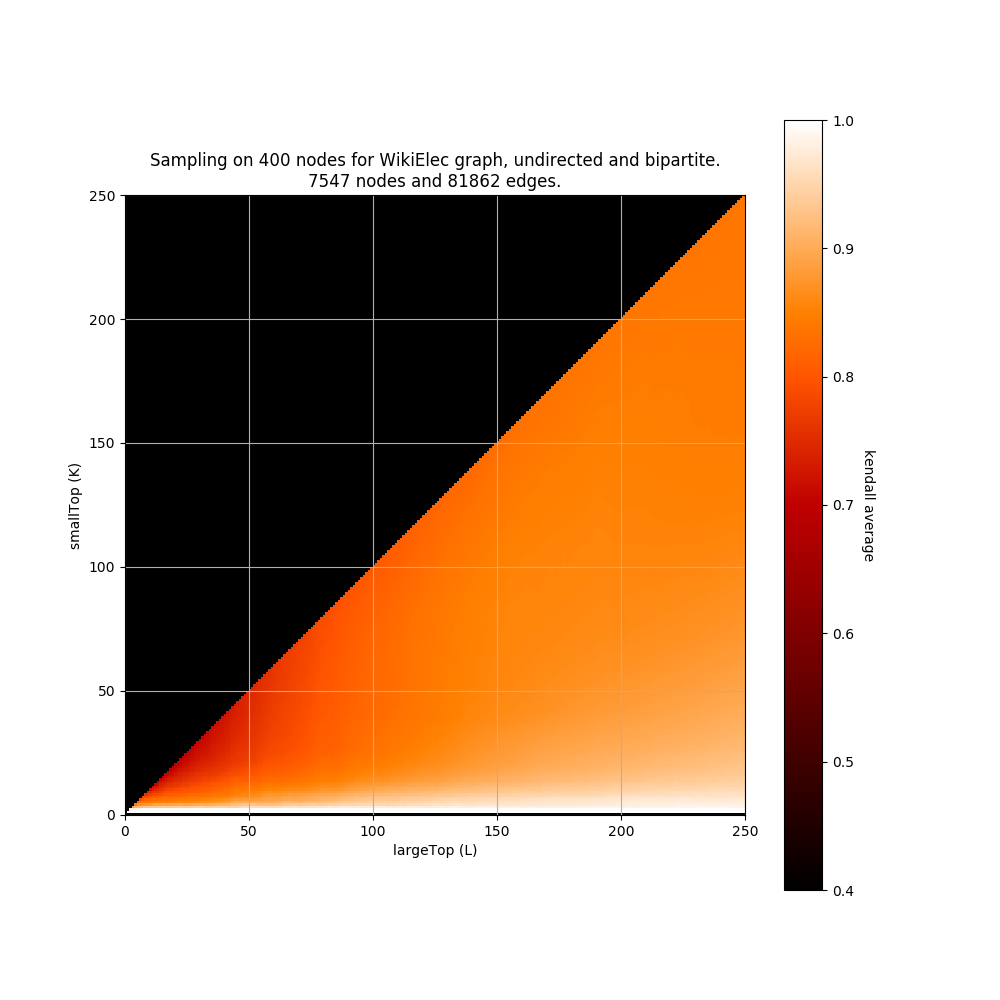 Sampling on 400 nodes for WikiElec graph, undirected and bipartite.
7547 nodes and 81862 edges.
250
200
150
100
50
0
smallTop (K)
0 50 100 150 200 250
largeTop (L)
1.0
0.9
0.8
0.7
0.6
0.5
0.4
kendall average